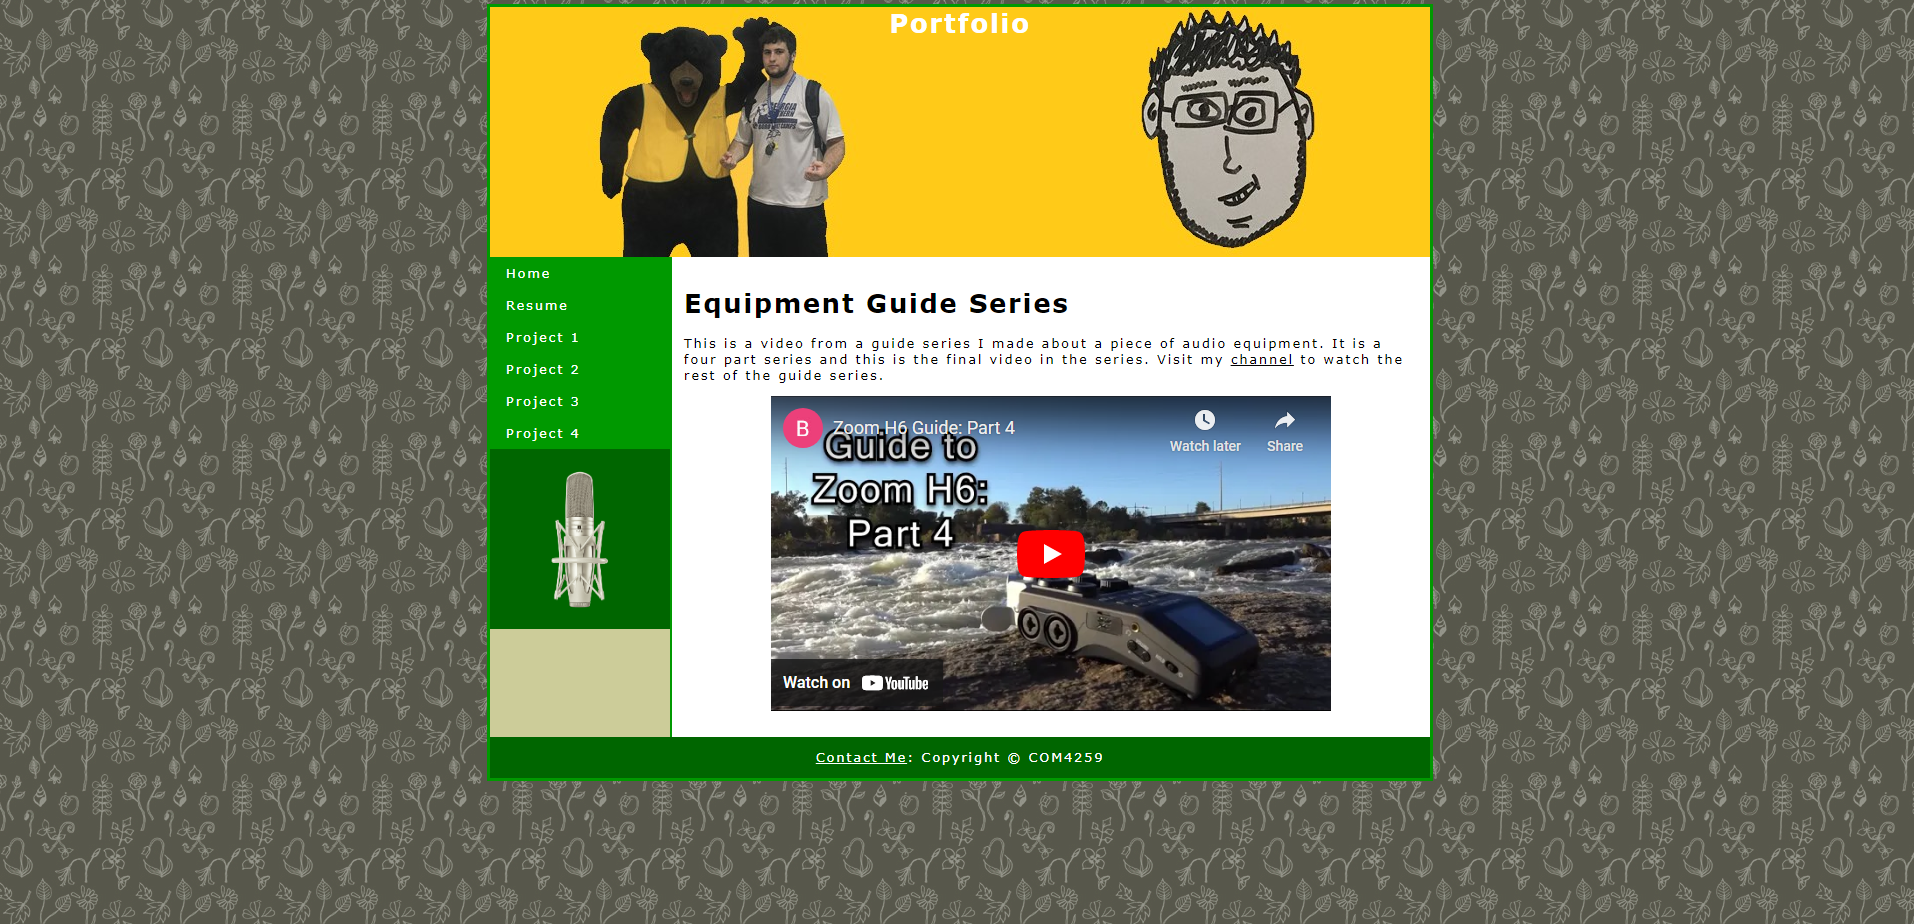 Portfolio
GEORGIA
SOUTHERN
Home
Resume
Project 1
Project 2
Project 3
Project 4
Equipment Guide Series
This is a video from a guide series I made about a piece of audio equipment. It is a
four part series and this is the final video in the series. Visit my channel to watch the
rest of the guide series.
B
Zoom H6 Guide: Part 4
Watch later
Share
Guide to
Zoom H6:
Part 4
Watch on YouTube
Contact Me: Copyright © COM4259